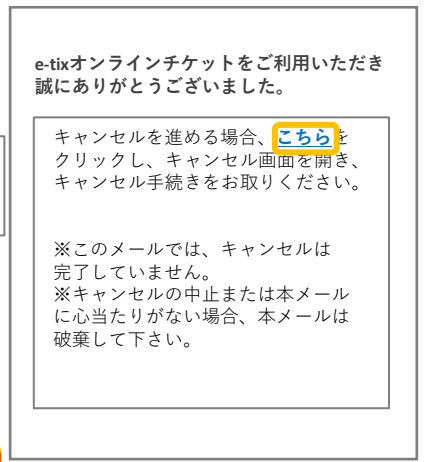 e-tixオンラインチケットをご利用いただき
誠にありがとうございました。
キャンセルを進める場合、こちらを
クリックし、キャンセル画面を開き、
キャンセル手続きをお取りください。
※このメールでは、キャンセルは
完了していません。
※キャンセルの中止または本メール
に心当たりがない場合、本メールは
破棄して下さい。